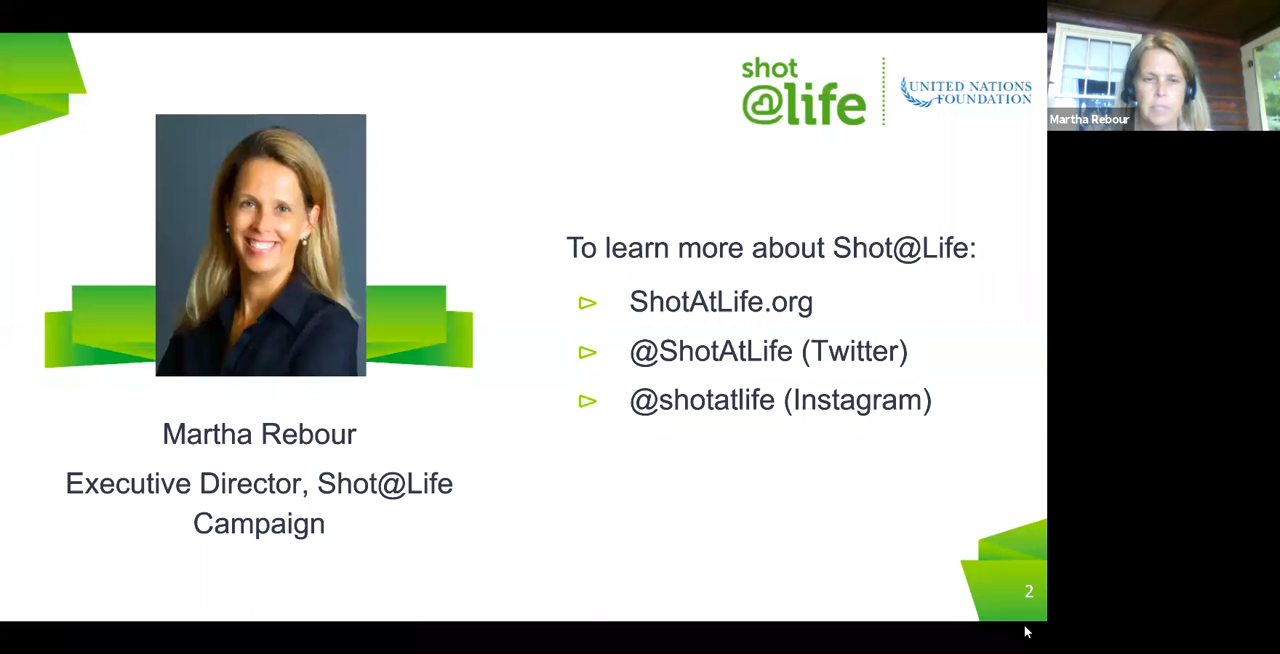 shot
@life
UNITED NATIONS
FOUNDATION
Martha Rebour
To learn more about Shot@Life:
ShotAtLife.org
@ShotAtLife (Twitter)
@shotatlife (Instagram)
Martha Rebour
Executive Director, Shot@Life
Campaign
2